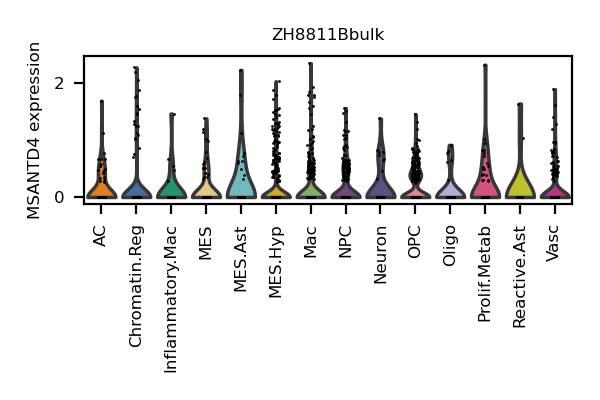 ZH8811Bbulk
MSANTD4 expression
2
0
AC
Chromatin.Reg
Inflammatory.Mac
MES
MES.Ast
MES.Hyp
Mac
NPC
Neuron
OPC
Oligo
Prolif.Metab
Reactive.Ast
Vasc